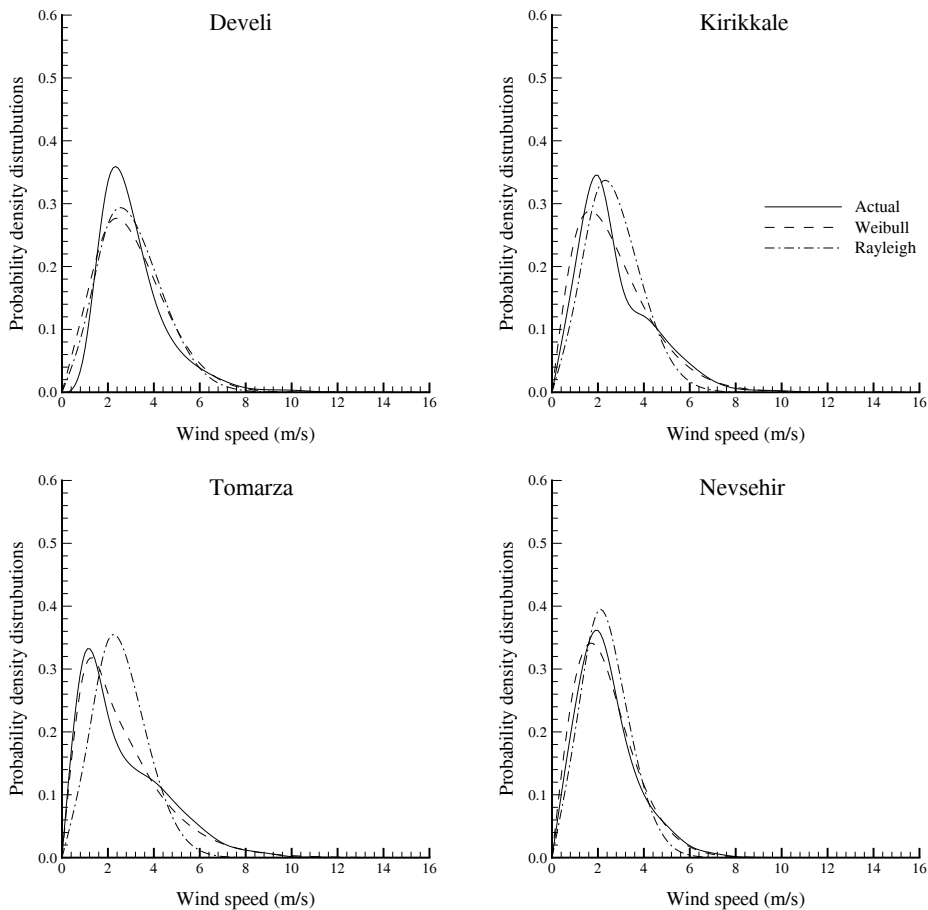 Develi
Probability density distrubutions
0.6
0.5
0.4
0.3
0.2
0.1
0.0
0 2 4 6 8 10 12 14 16
Wind speed (m/s)
Kirikkale
Probability density distrubutions
0.6
0.5
0.4
0.3
0.2
0.1
0.0
0 2 4 6 8 10 12 14 16
Wind speed (m/s)
Actual
Weibull
Rayleigh
Tomarza
Probability density distrubutions
0.6
0.5
0.4
0.3
0.2
0.1
0.0
0 2 4 6 8 10 12 14 16
Wind speed (m/s)
Nevsehir
Probability density distrubutions
0.6
0.5
0.4
0.3
0.2
0.1
0.0
0 2 4 6 8 10 12 14 16
Wind speed (m/s)